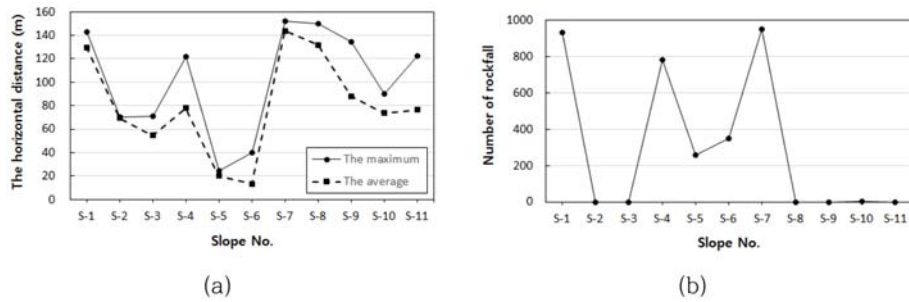 The horizontal distance (m)
160
140
120
100
80
60
40
20
0
The maximum
The average
S-1 S-2 S-3 S-4 S-5 S-6 S-7 S-8 S-9 S-10 S-11
Slope No.
(a)
Number of rockfall
1000
800
600
400
200
0
S-1 S-2 S-3 S-4 S-5 S-6 S-7 S-8 S-9 S-10 S-11
Slope No.
(b)